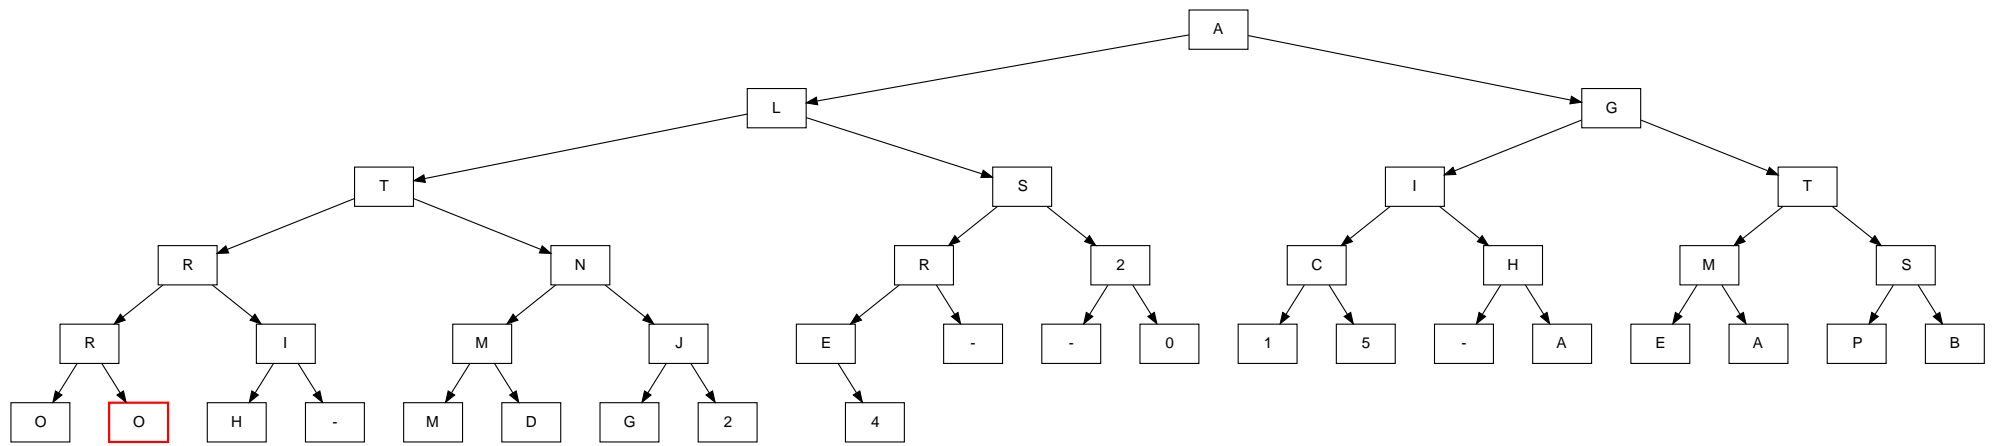 A
L G
T S I T
R N R 2 C H M S
R I M J E - - 0 1 5 - A E A P B
O O H - M D G 2 4